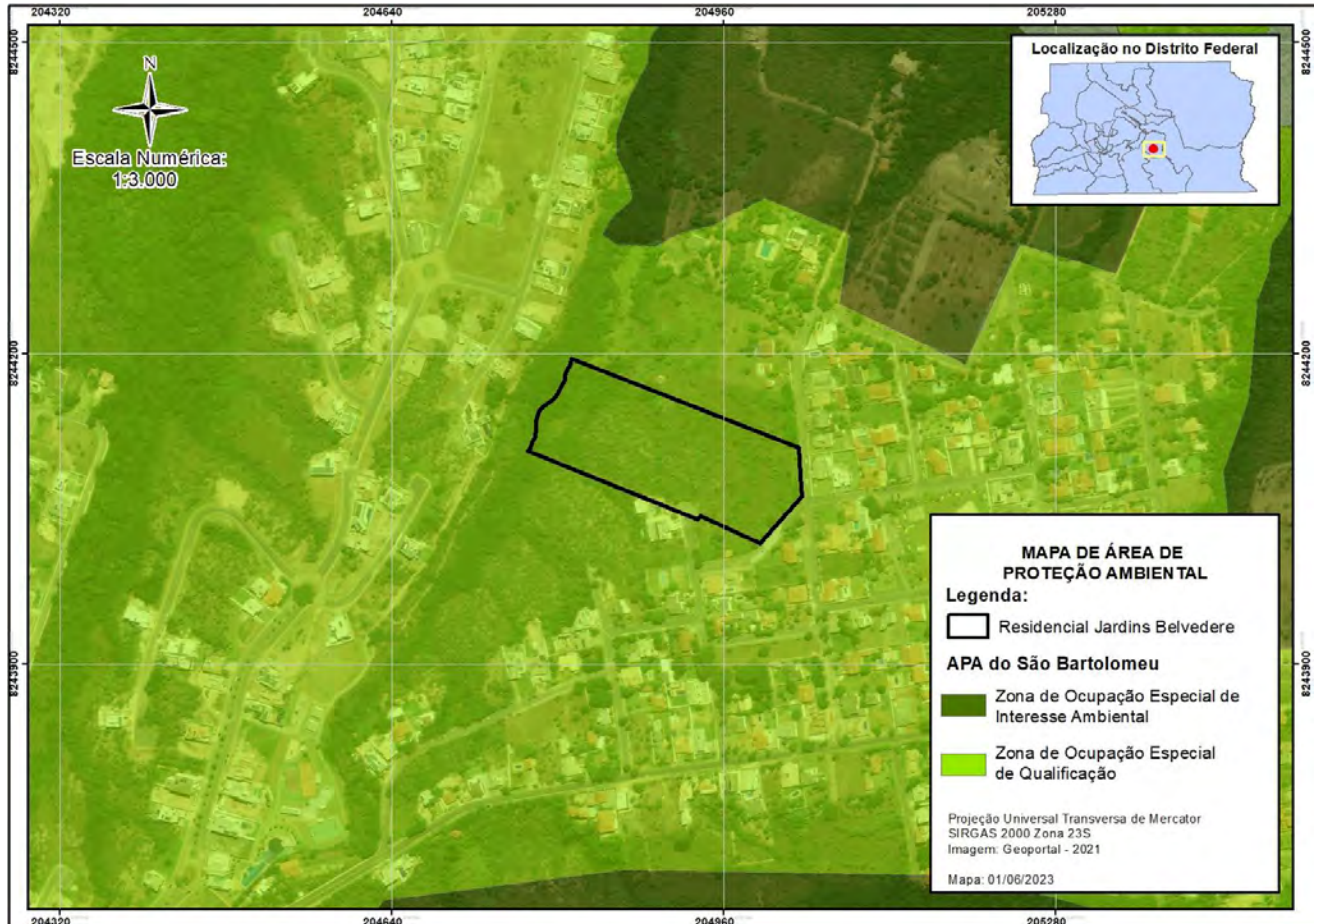 204320
204640
204960
205280
8244500
8244500
N
Escala Numérica:
1:3.000
Localização no Distrito Federal
8244200
8244200
MAPA DE ÁREA DE
PROTEÇÃO AMBIENTAL
Legenda:
Residencial Jardins Belvedere
APA do São Bartolomeu
Zona de Ocupação Especial de
Interesse Ambiental
Zona de Ocupação Especial
de Qualificação
Projeção Universal Transversa de Mercator
SIRGAS 2000 Zona 23S
Imagem: Geoportal - 2021
Mapa: 01/06/2023
8243900
8243900
204320
204640
204960
205280